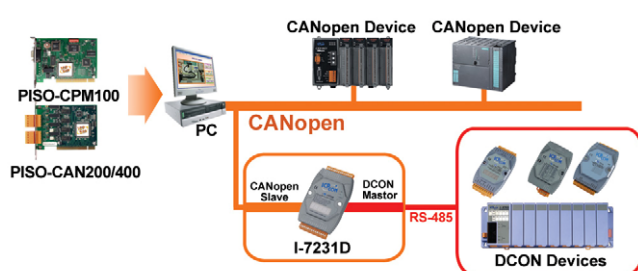 CANopen Device
CANopen Device
PISO-CPM100
PC
CANopen
PISO-CAN200/400
CANopen
Slave
DCON
Mastor
I-7231D
RS-485
DCON Devices